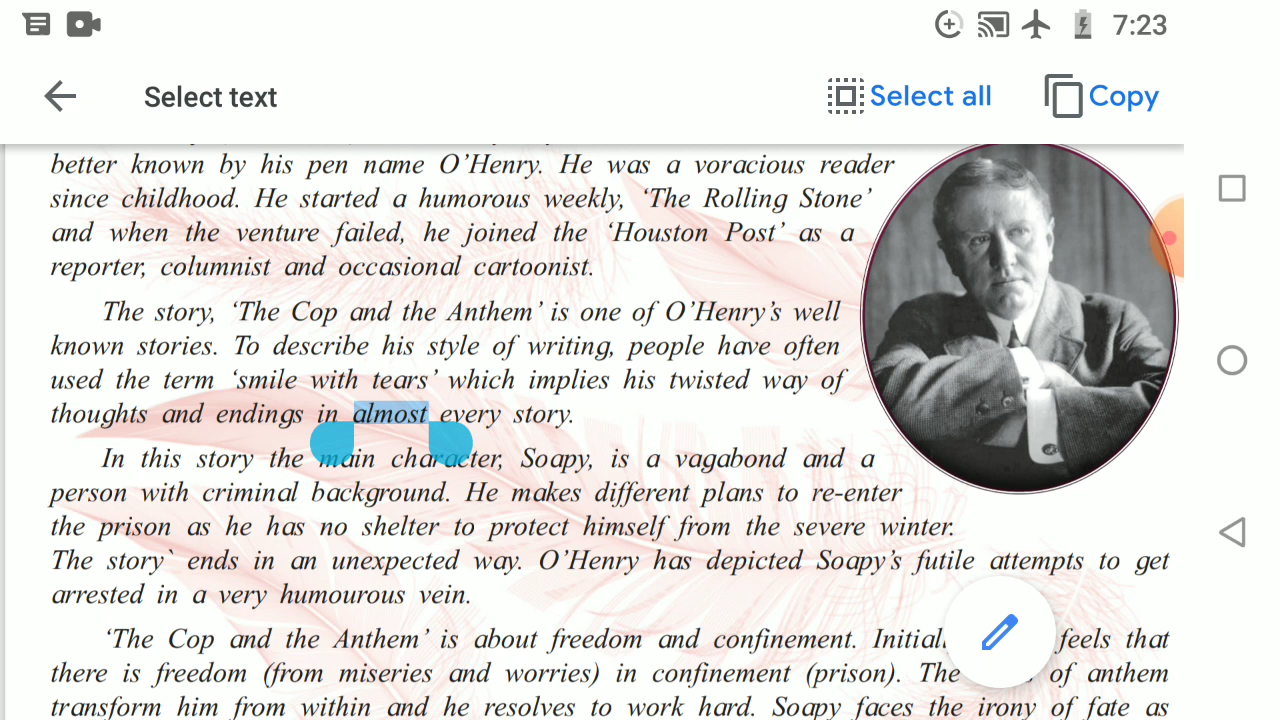 7:23
Select text
Select all
Copy
better known by his pen name O'Henry. He was a voracious reader
since childhood. He started a humorous weekly, 'The Rolling Stone'
and when the venture failed, he joined the 'Houston Post' as a
reporter, columnist and occasional cartoonist.
The story, 'The Cop and the Anthem' is one of O'Henry's well
known stories. To describe his style of writing, people have often
used the term 'smile with tears' which implies his twisted way of
thoughts and endings in almost every story.
In this story the main character, Soapy, is a vagabond and a
person with criminal background. He makes different plans to re-enter
the prison as he has no shelter to protect himself from the severe winter.
The story` ends in an unexpected way. O'Henry has depicted Soapy's futile attempts to get
arrested in a very humourous vein.
'The Cop and the Anthem' is about freedom and confinement. feels that
there is freedom (from miseries and worries) in confinement (prison). The of anthem
transform him from within and he resolves to work hard. Soapy faces the irony of fate as